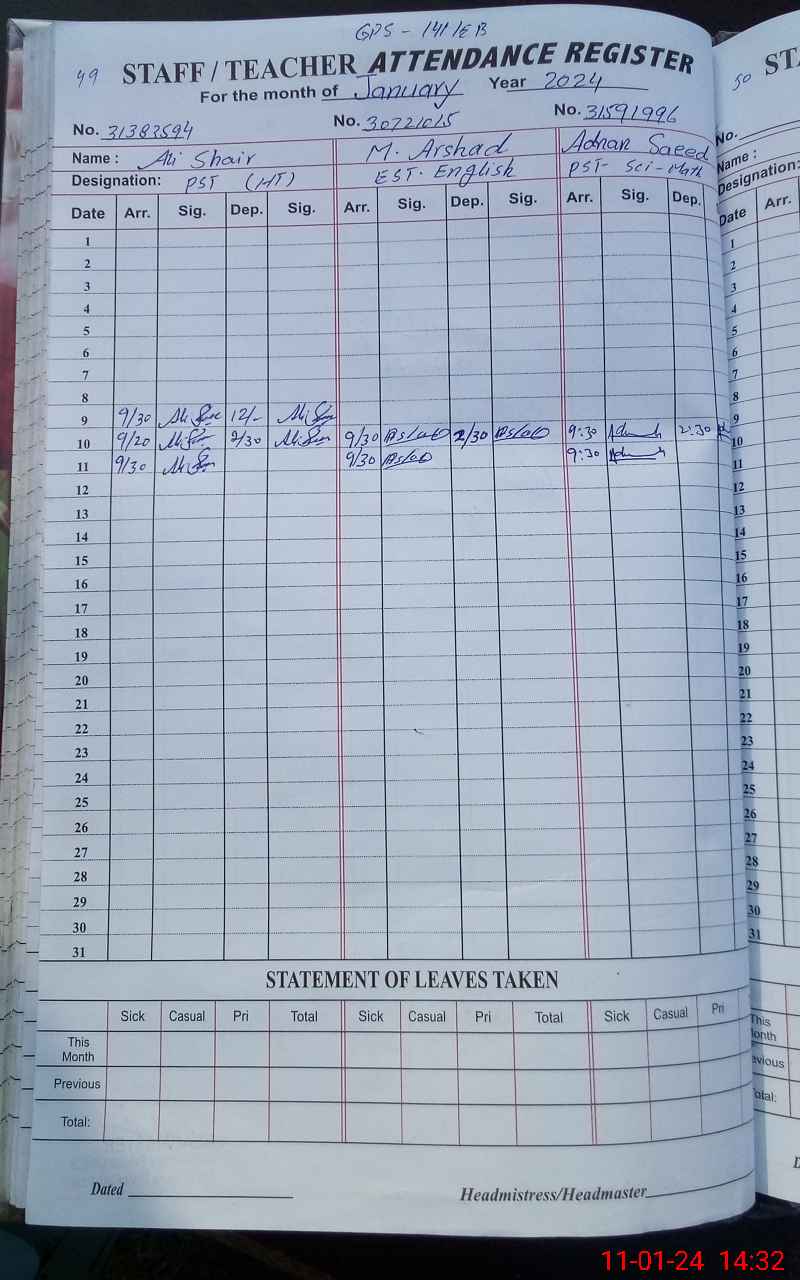 GPS - 141/EB
49 STAFF / TEACHER ATTENDANCE REGISTER
For the month of January Year 2024
No. 31383594 No. 30721015 No. 31591996
Name : Ali Shair M. Arshad Adnan Saeed
Designation: PST (HT) EST. English PST- Sci-Math
Date Arr. Sig. Dep. Sig. Arr. Sig. Dep. Sig. Arr. Sig. Dep.
1
2
3
4
5
6
7
8
9 9/30 12/-
10 9/20 2/30 9/30 2/30 9:30 2:30
11 9/30 9/30 9:30
12
13
14
15
16
17
18
19
20
21
22
23
24
25
26
27
28
29
30
31
STATEMENT OF LEAVES TAKEN
Sick Casual Pri Total Sick Casual Pri Total Sick Casual Pri
This
Month
Previous
Total:
Dated Headmistress/Headmaster
50 ST
No.
Name :
Designation:
Date Arr.
1
2
3
4
5
6
7
8
9
10
11
12
13
14
15
16
17
18
19
20
21
22
23
24
25
26
27
28
29
30
31
11-01-24 14:32